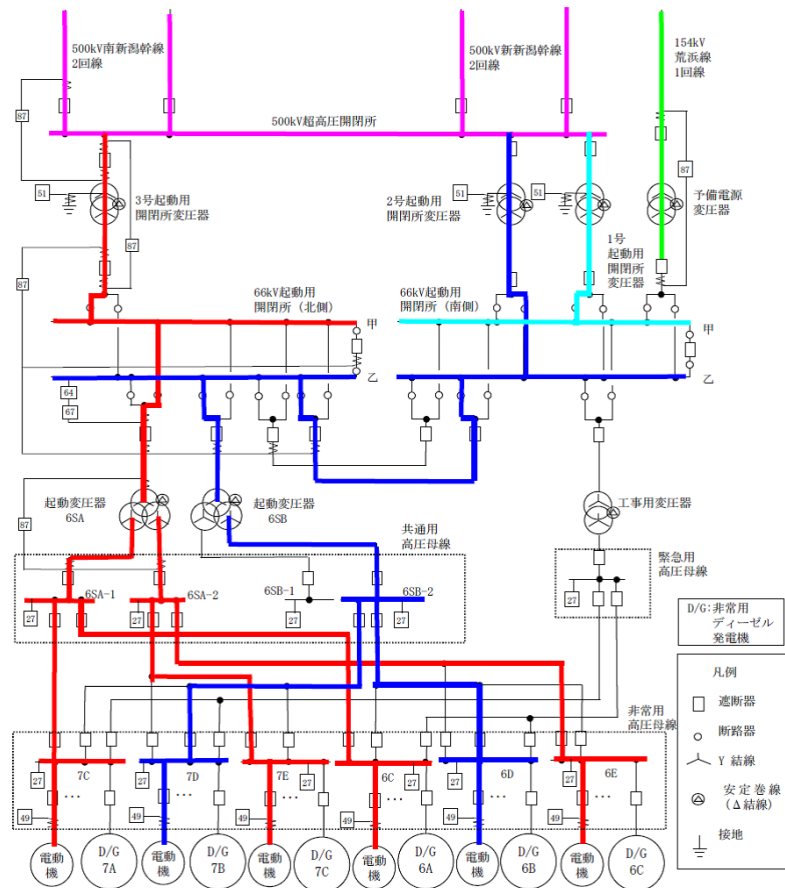 500kV南新潟幹線
2回線
500kV新新潟幹線
2回線
154kV
荒浜線
1回線
87
500kV超高圧開閉所
87
51
3号起動用
開閉所変圧器
87
2号起動用
開閉所変圧器
51
51
1号
起動用
開閉所
変圧器
予備電源
変圧器
87
66kV起動用
開閉所（北側）
甲
乙
66kV起動用
開閉所（南側）
甲
乙
64
67
起動変圧器
6SA
起動変圧器
6SB
工事用変圧器
87
共通用
高圧母線
緊急用
高圧母線
6SA-1
6SA-2
6SB-1
6SB-2
27
27
27
27
27
D/G:非常用
ディーゼル
発電機
凡例
遮断器
断路器
Y 結線
安定巻線
(Δ結線)
接地
非常用
高圧母線
7C
7D
7E
6C
6D
6E
27
27
27
27
27
27
…
…
…
…
…
…
49
49
49
49
49
49
電動
機
D/G
7A
電動
機
D/G
7B
電動
機
D/G
7C
電動
機
D/G
6A
電動
機
D/G
6B
電動
機
D/G
6C